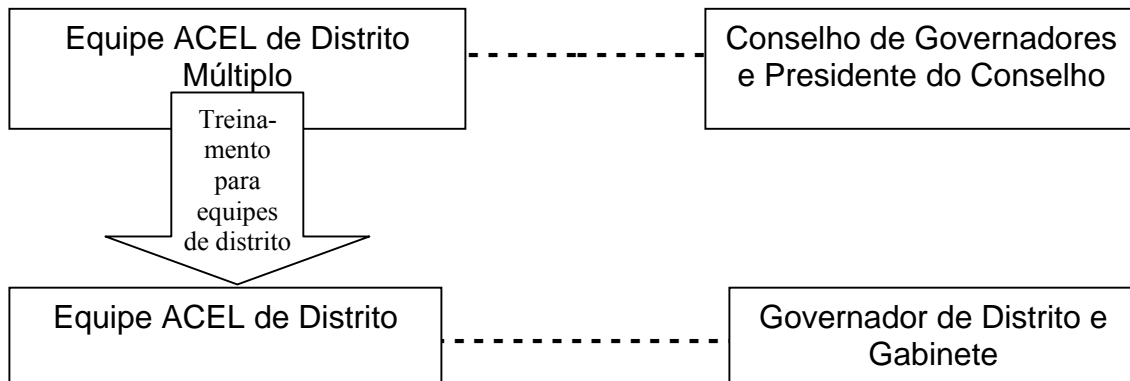 Equipe ACEL de Distrito
Múltiplo
Conselho de Governadores
e Presidente do Conselho
Treina-
mento
para
equipes
de distrito
Equipe ACEL de Distrito
Governador de Distrito e
Gabinete